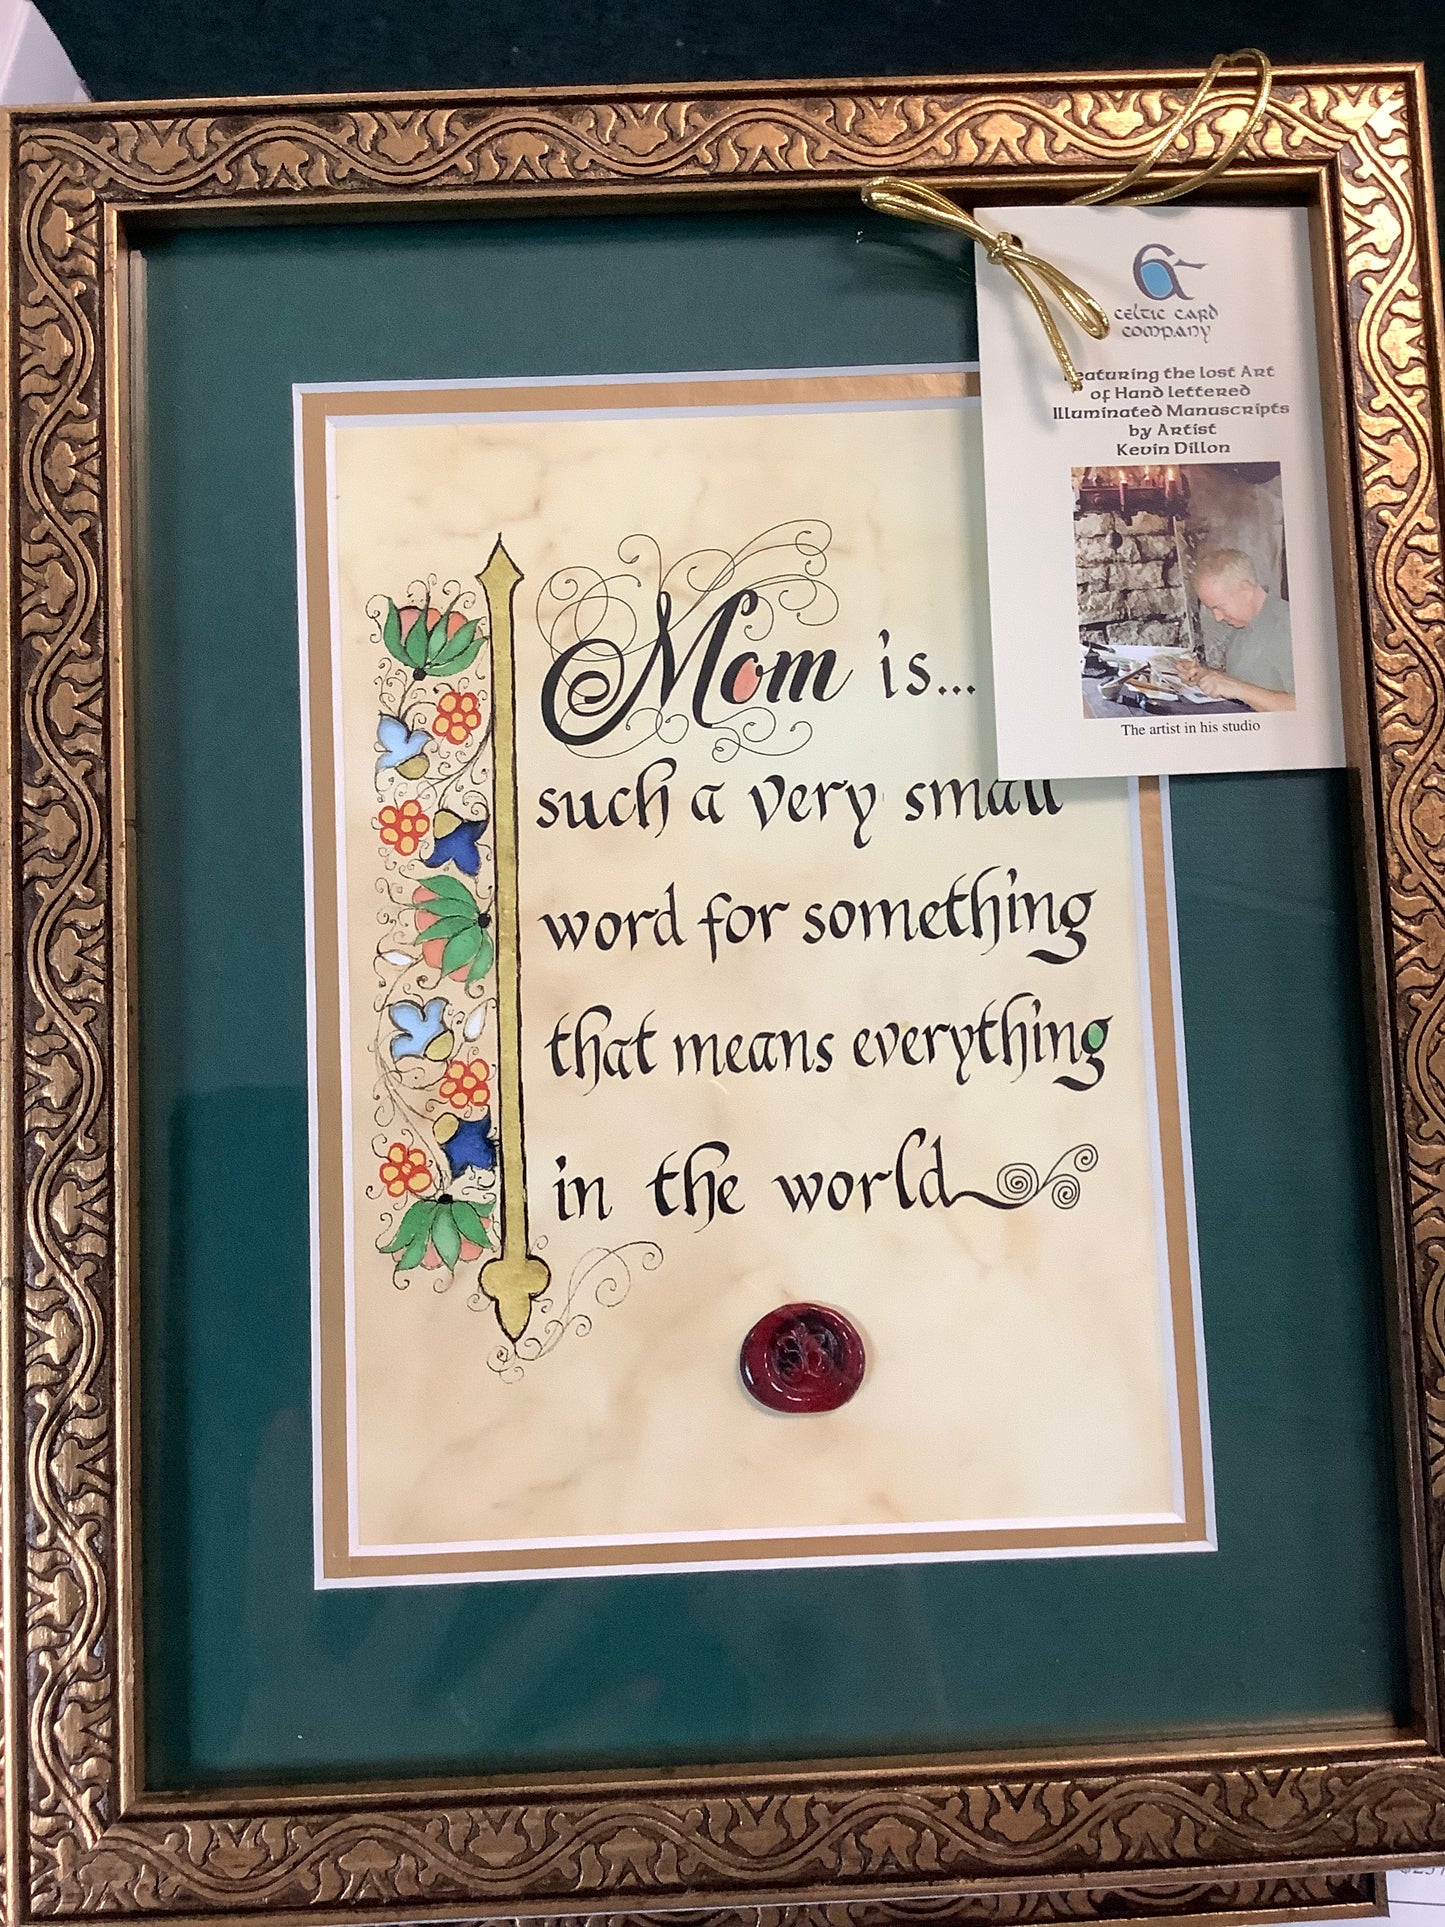 CELTIC CARD
COMPANY
Featuring the lost Art
of Hand lettered
Illuminated Manuscripts
by Artist
Kevin Dillon
The artist in his studio
Mom is...
such a very small
word for something
that means everything
in the world